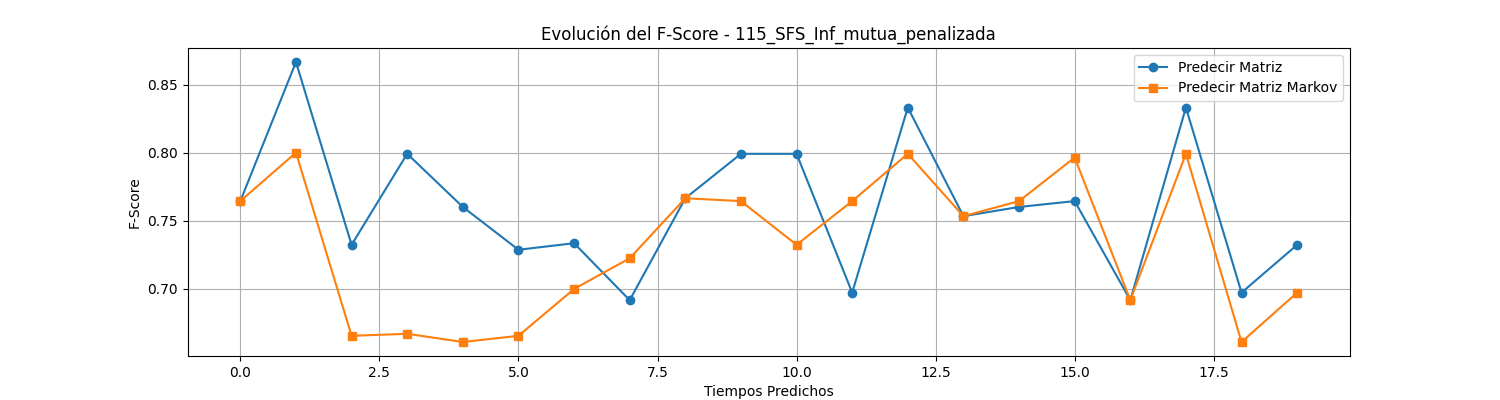 Evolución del F-Score - 115_SFS_Inf_mutua_penalizada
Predecir Matriz
Predecir Matriz Markov
F-Score
0.85
0.80
0.75
0.70
0.0 2.5 5.0 7.5 10.0 12.5 15.0 17.5
Tiempos Predichos